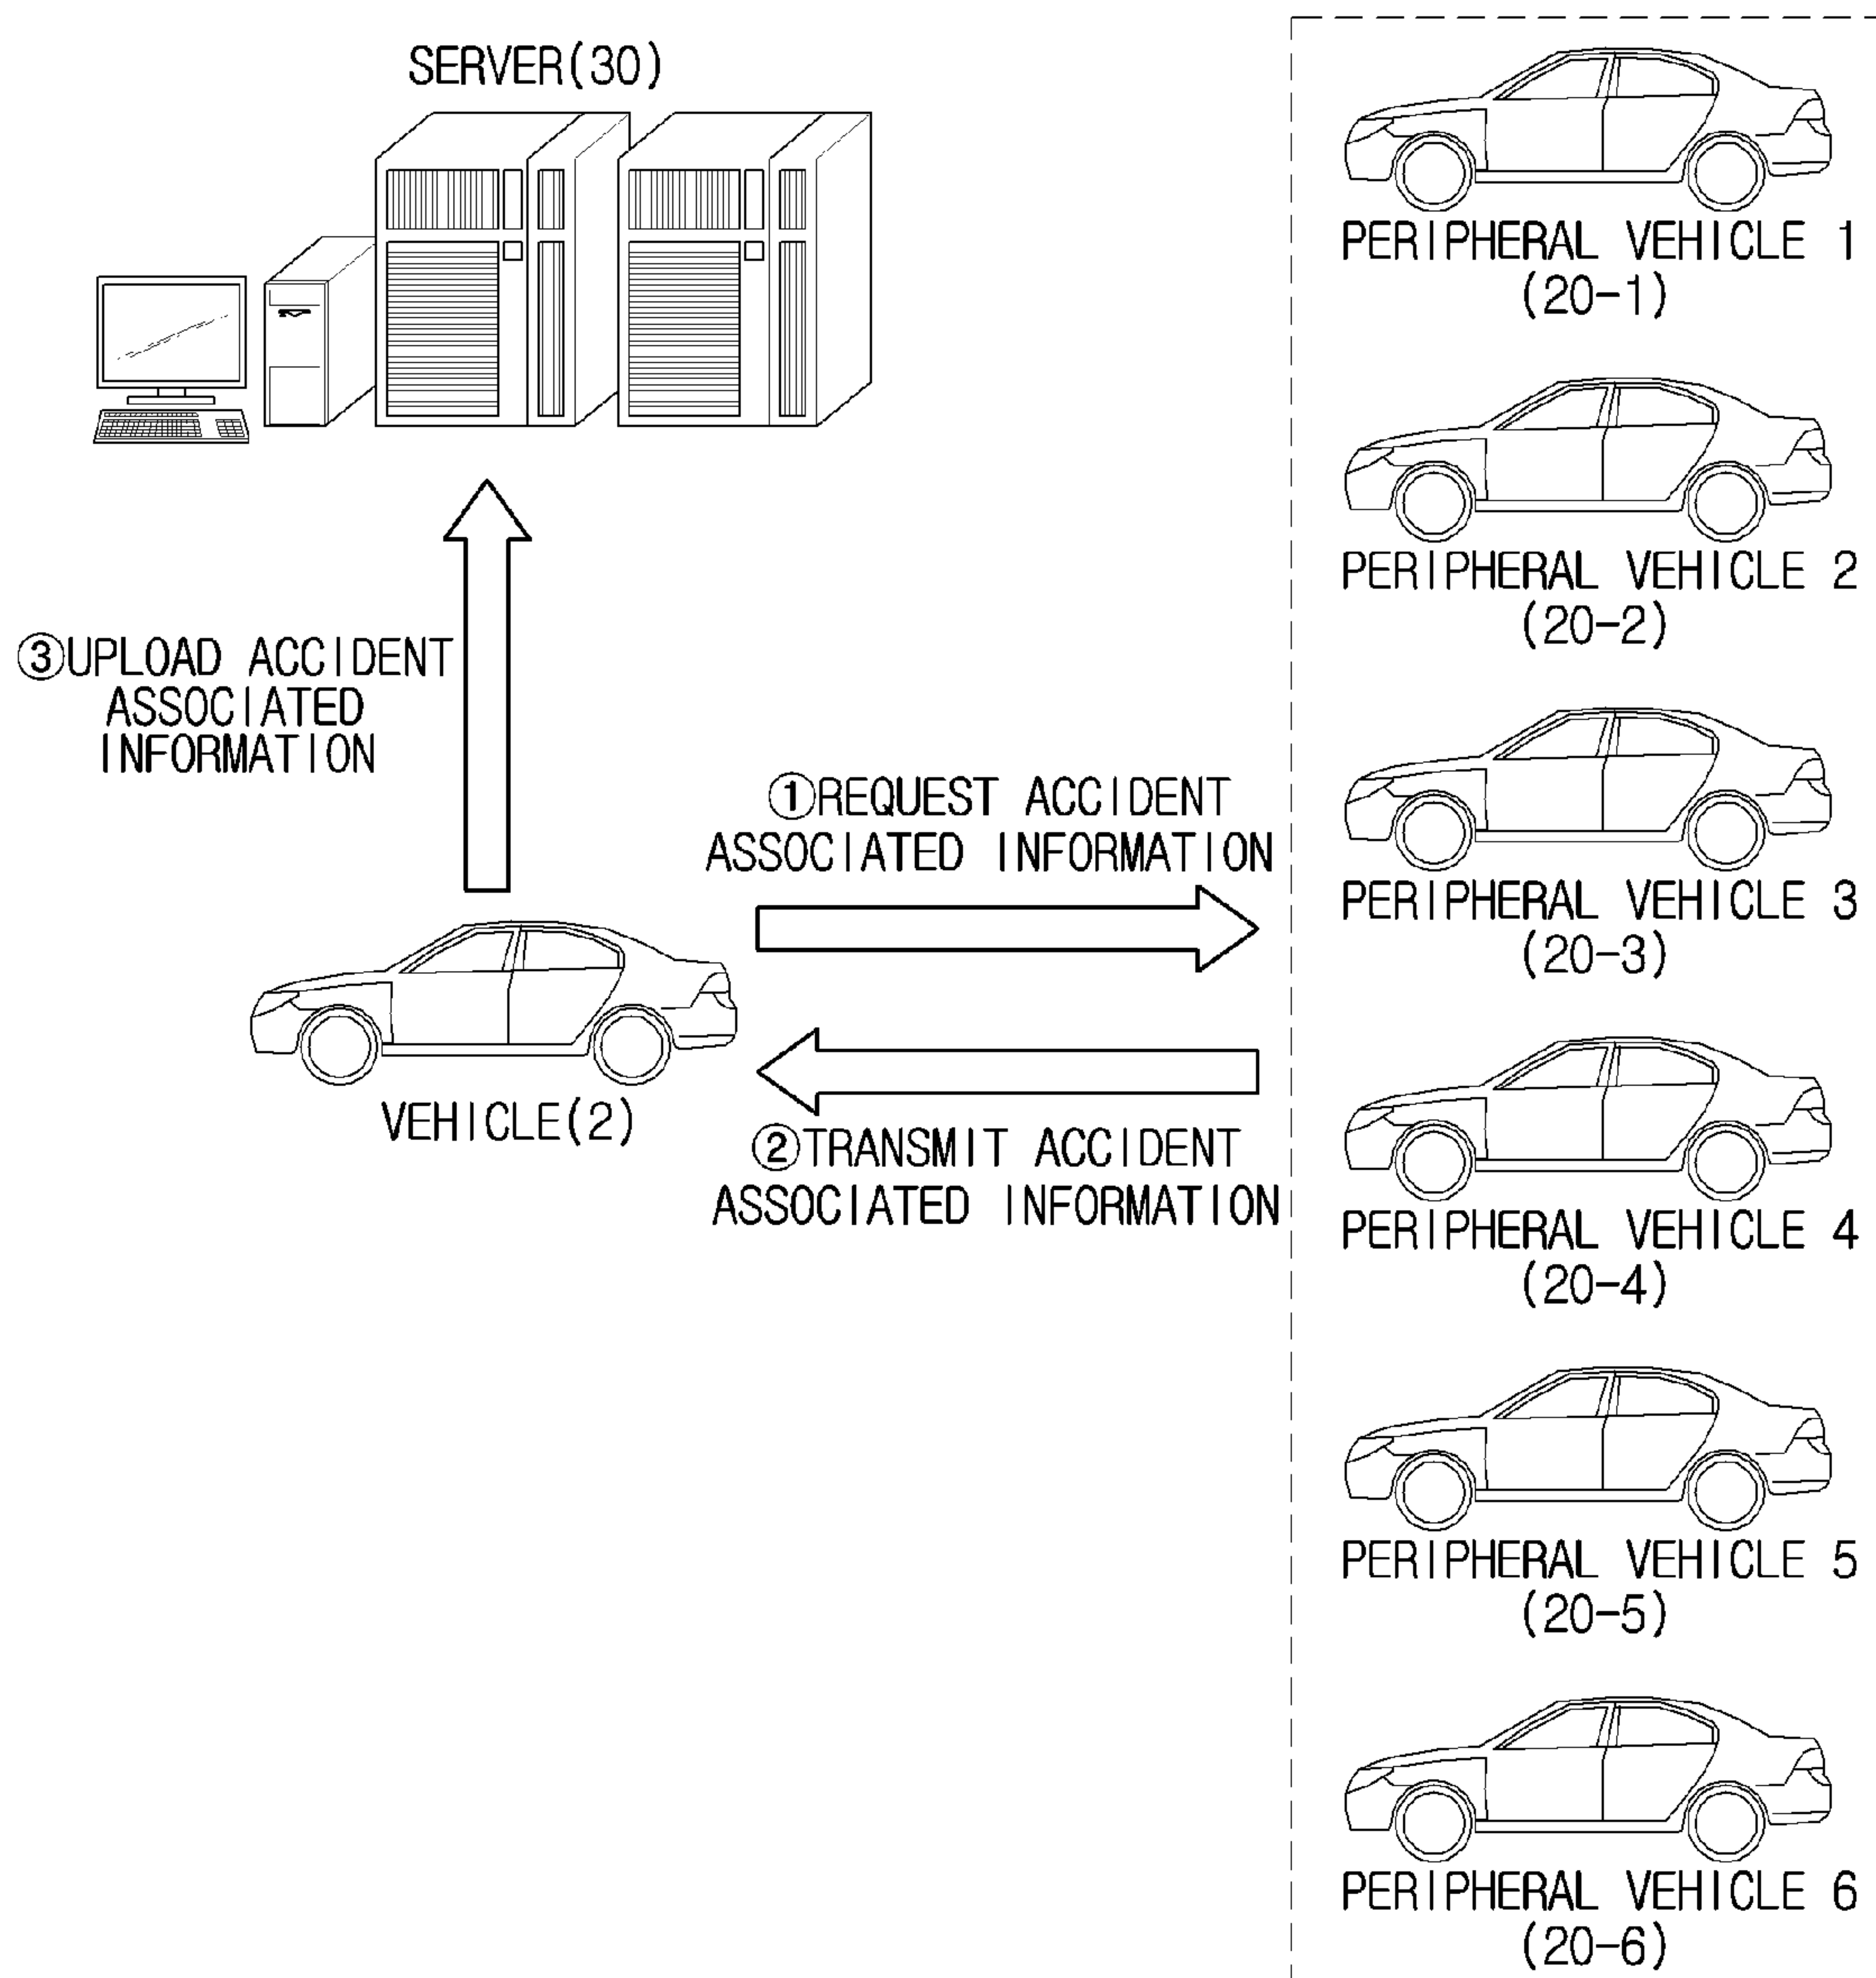 SERVER(30)
③UPLOAD ACCIDENT
ASSOCIATED
INFORMATION
①REQUEST ACCIDENT
ASSOCIATED INFORMATION
VEHICLE(2)
②TRANSMIT ACCIDENT
ASSOCIATED INFORMATION
PERIPHERAL VEHICLE 1
(20-1)
PERIPHERAL VEHICLE 2
(20-2)
PERIPHERAL VEHICLE 3
(20-3)
PERIPHERAL VEHICLE 4
(20-4)
PERIPHERAL VEHICLE 5
(20-5)
PERIPHERAL VEHICLE 6
(20-6)